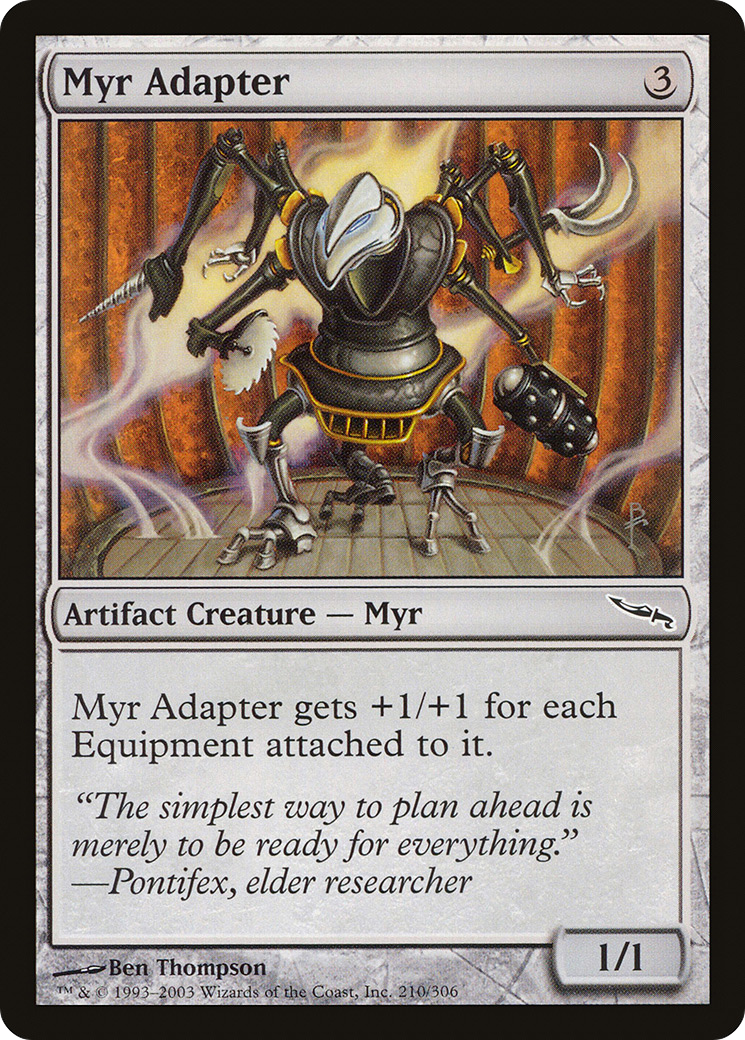 Myr Adapter 3
Artifact Creature — Myr
Myr Adapter gets +1/+1 for each
Equipment attached to it.
“The simplest way to plan ahead is
merely to be ready for everything.”
—Pontifex, elder researcher
1/1
Ben Thompson
™ & © 1993–2003 Wizards of the Coast, Inc. 210/306